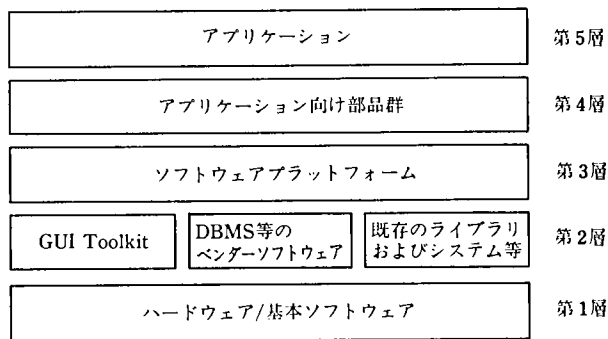 アプリケーション 第5層
アプリケーション向け部品群 第4層
ソフトウェアプラットフォーム 第3層
GUI Toolkit
DBMS等の
ベンダーソフトウェア
既存のライブラリ
およびシステム等
第2層
ハードウェア/基本ソフトウェア 第1層